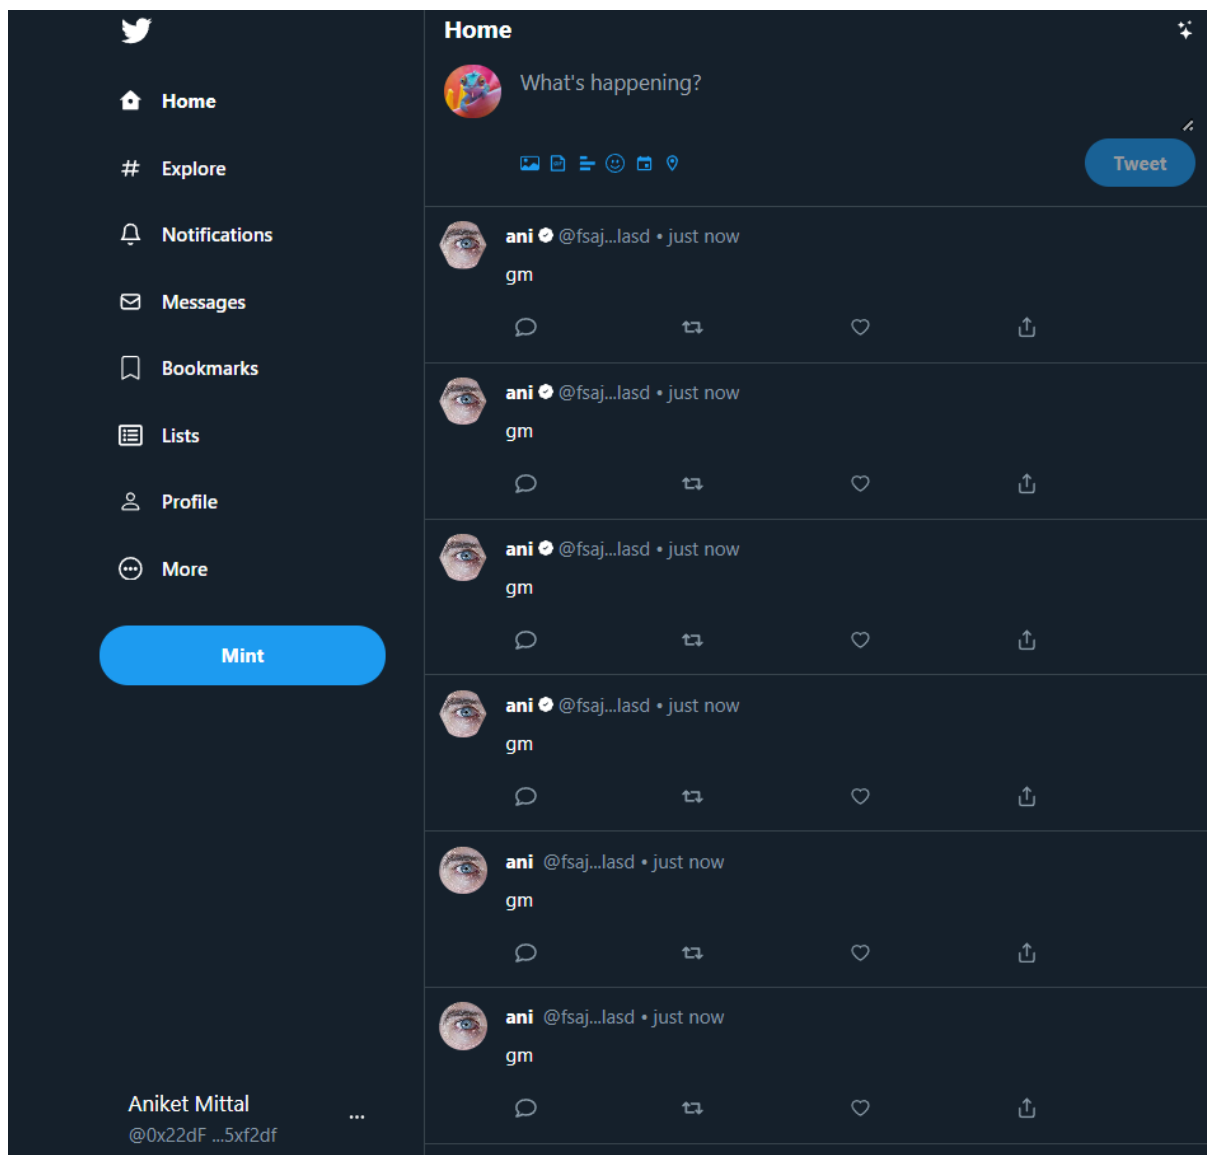 Home
Explore
Notifications
Messages
Bookmarks
Lists
Profile
More
Mint
Aniket Mittal
@0x22dF ...5xf2df
Home
What's happening?
Tweet
ani @fsaj...lasd • just now
gm
ani @fsaj...lasd • just now
gm
ani @fsaj...lasd • just now
gm
ani @fsaj...lasd • just now
gm
ani @fsaj...lasd • just now
gm
ani @fsaj...lasd • just now
gm